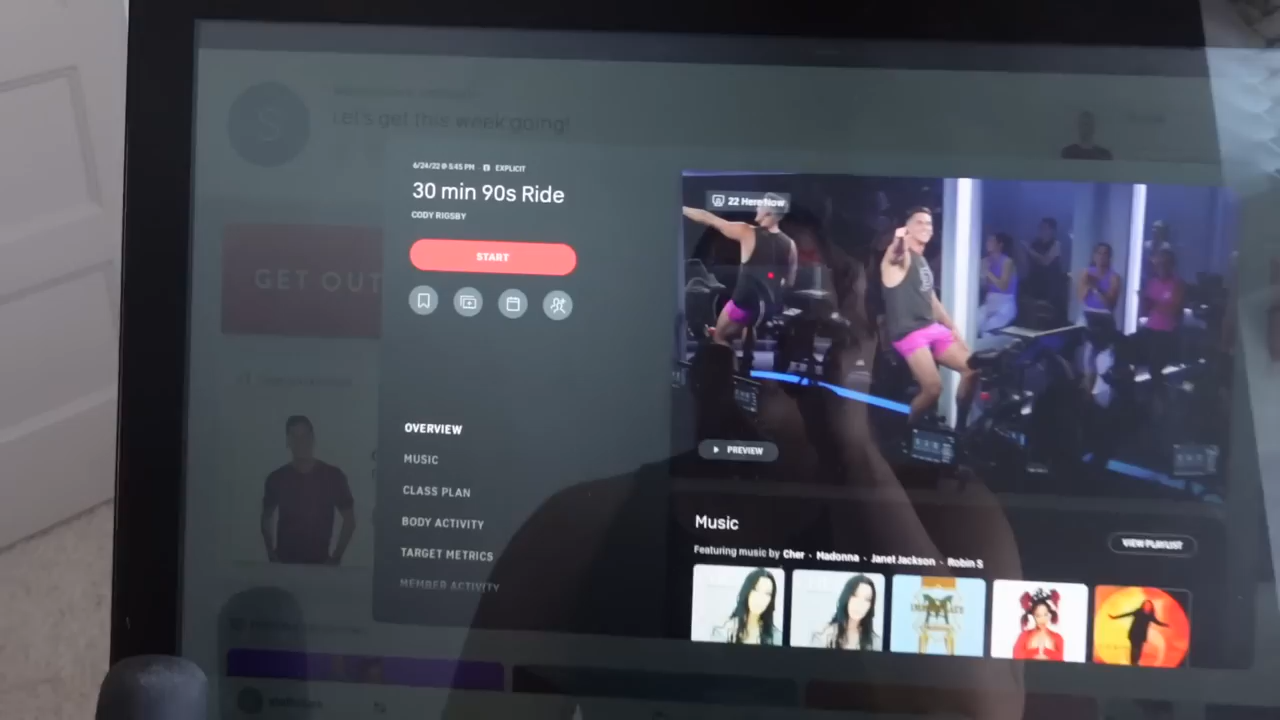 Let's get this week going!
6/24/22 @ 5:45 PM · E EXPLICIT
30 min 90s Ride
CODY RIGSBY
START
22 Here Now
GET OUT
PREVIEW
OVERVIEW
MUSIC
CLASS PLAN
BODY ACTIVITY
TARGET METRICS
MEMBER ACTIVITY
Music
VIEW PLAYLIST
Featuring music by Cher · Madonna · Janet Jackson · Robin S